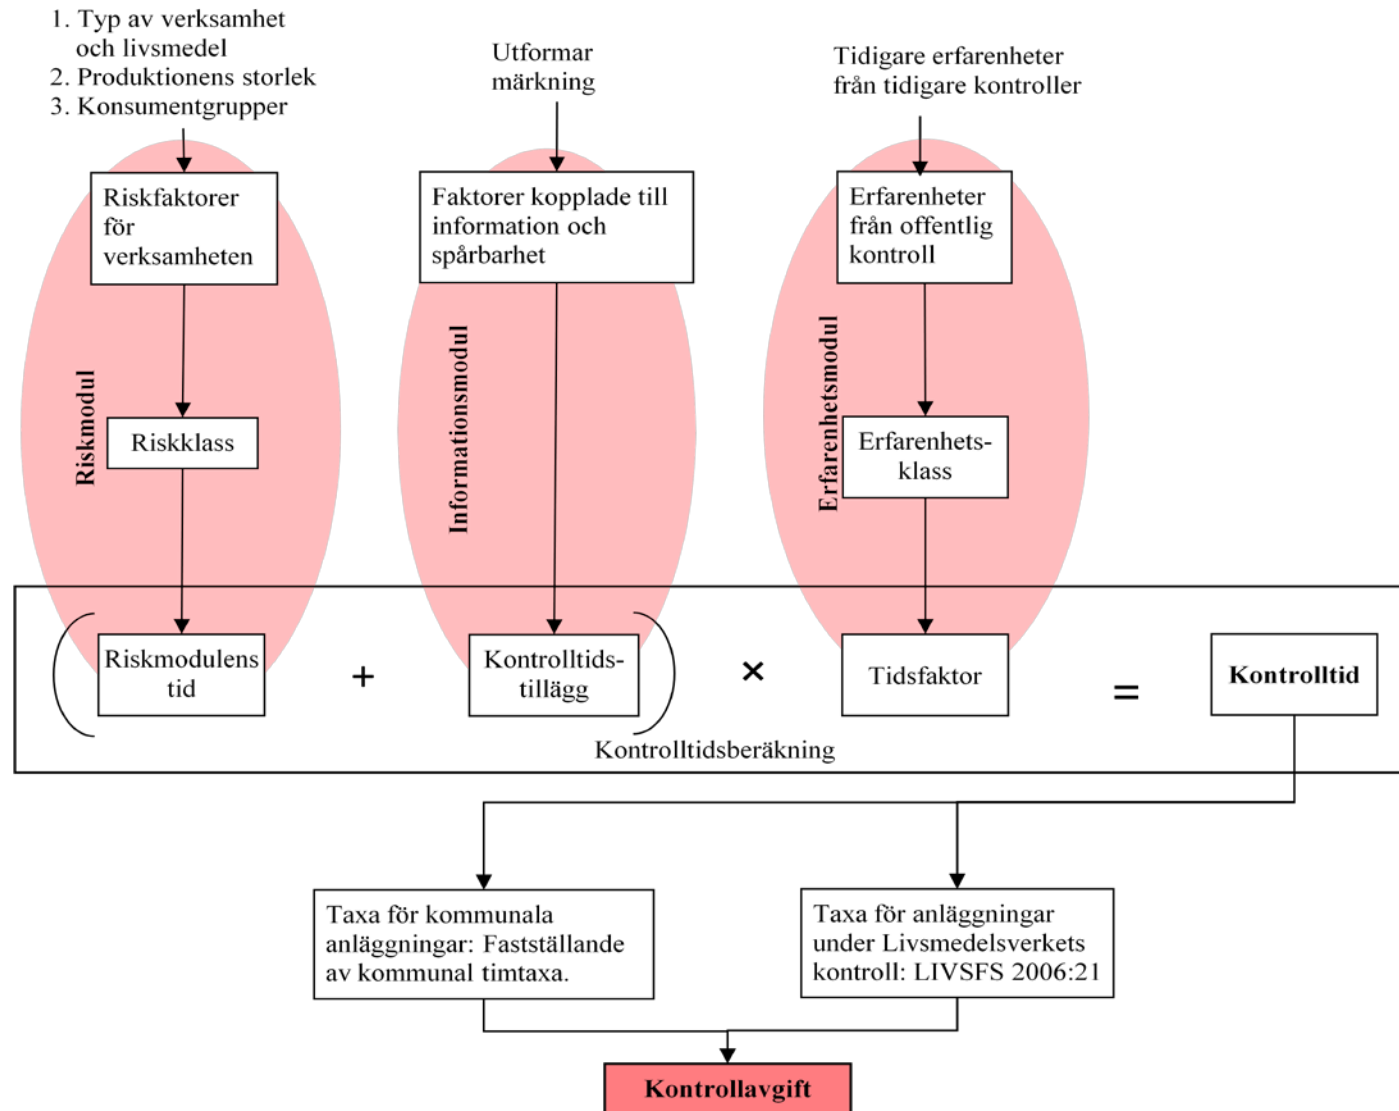 1. Typ av verksamhet
och livsmedel
2. Produktionens storlek
3. Konsumentgrupper
Utformar
märkning
Tidigare erfarenheter
från tidigare kontroller
Riskfaktorer
för
verksamheten
Faktorer kopplade till
information och
spårbarhet
Erfarenheter
från offentlig
kontroll
Riskmodul
Informationsmodul
Erfarenhetsmodul
Riskklass
Erfarenhets-
klass
(
Riskmodulens
tid
+
Kontrolltids-
tillägg
)
×
Tidsfaktor
=
Kontrolltid
Kontrolltidsberäkning
Taxa för kommunala
anläggningar: Fastställande
av kommunal timtaxa.
Taxa för anläggningar
under Livsmedelsverkets
kontroll: LIVSFS 2006:21
Kontrollavgift